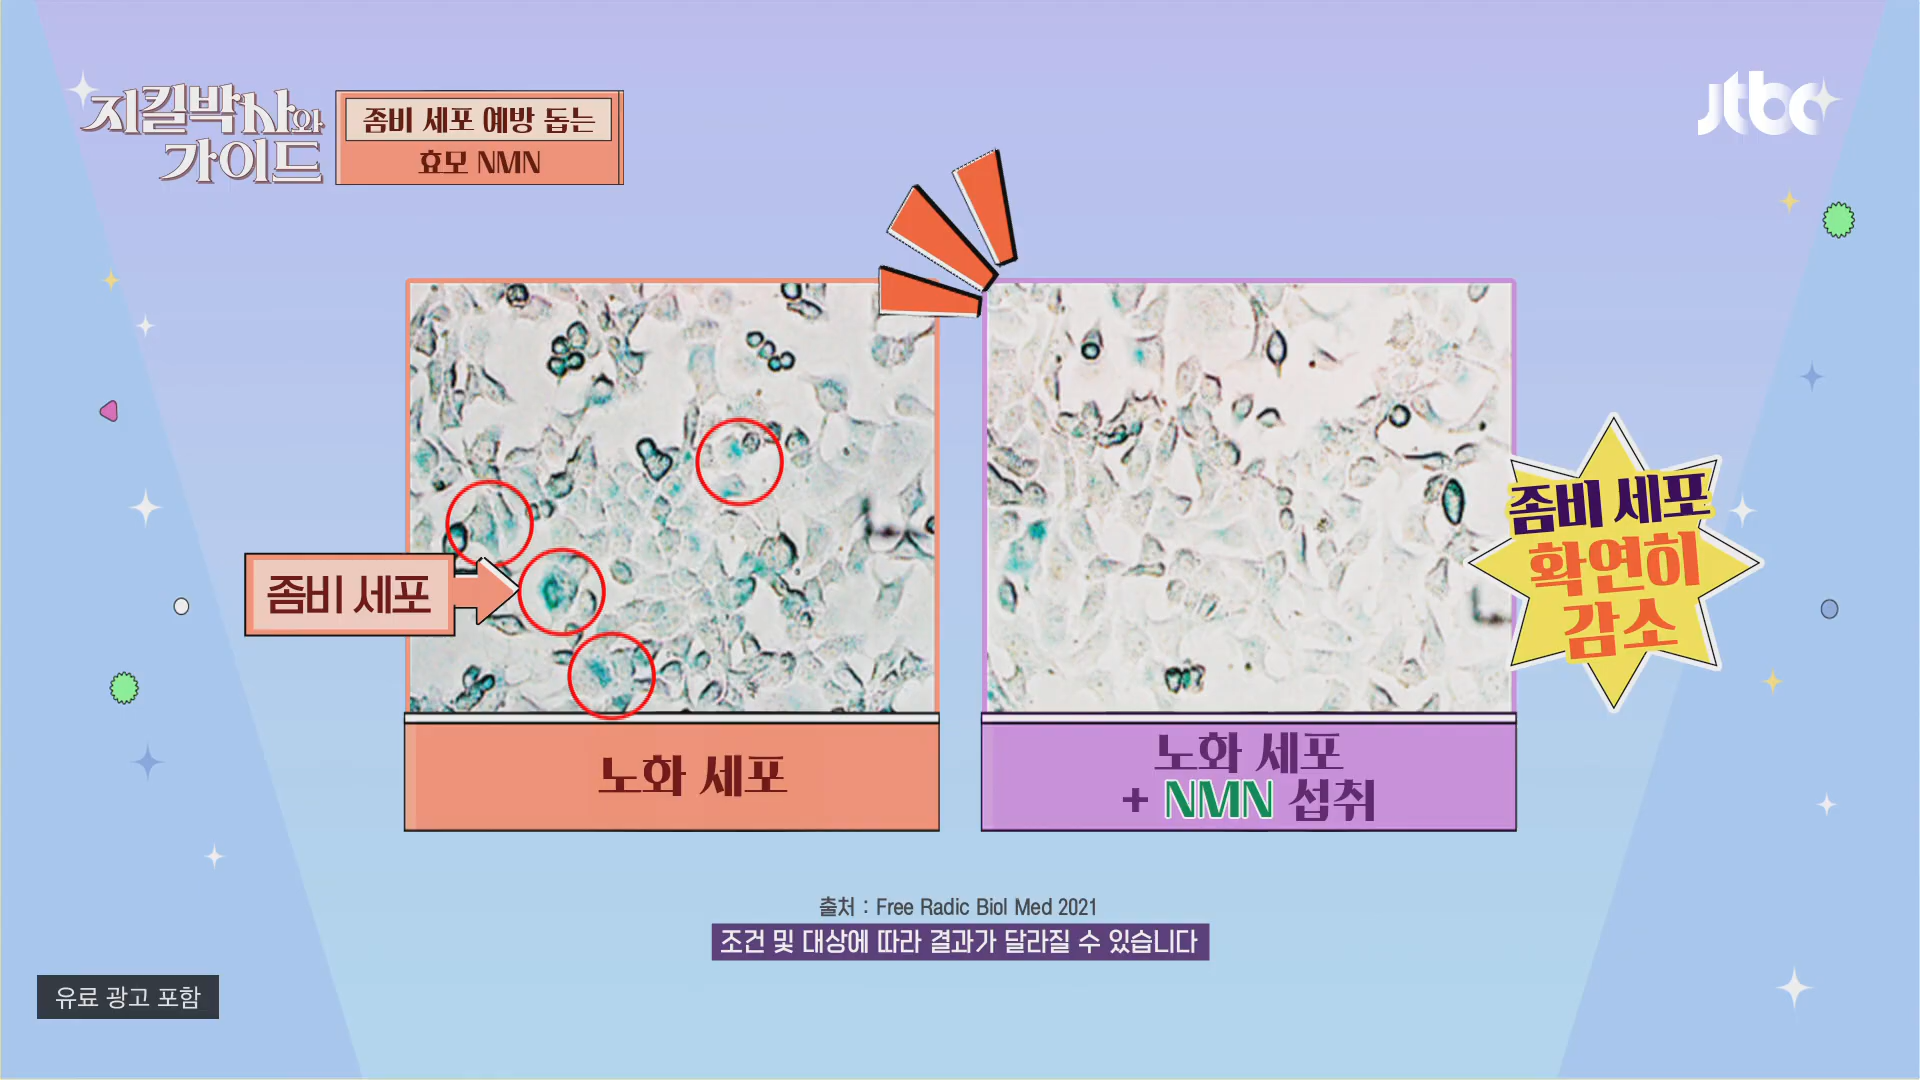 지킬박사와
가이드
좀비 세포 예방 돕는
효모 NMN
jtbc
좀비 세포
좀비 세포
확연히
감소
노화 세포
노화 세포
+ NMN 섭취
출처 : Free Radic Biol Med 2021
조건 및 대상에 따라 결과가 달라질 수 있습니다
유료 광고 포함